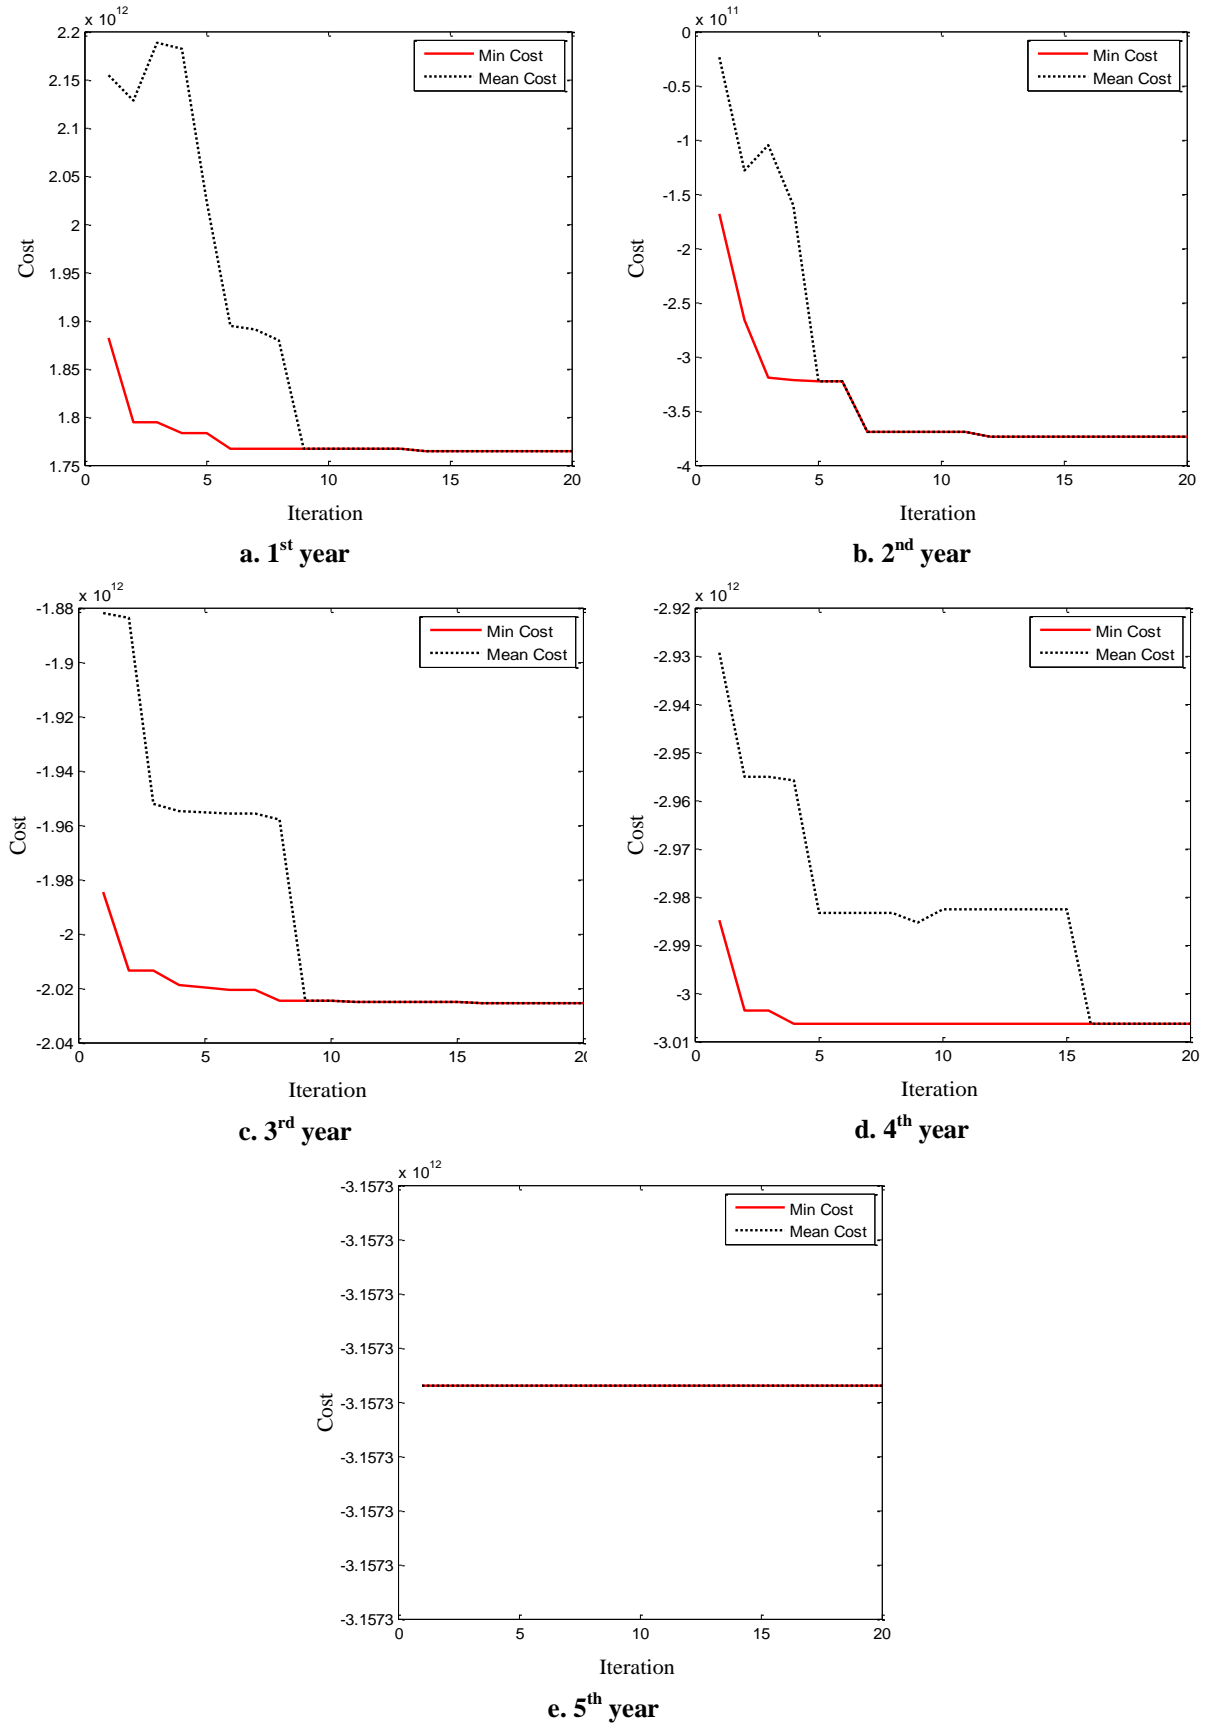 x 10^12
2.2
2.15
2.1
2.05
2
1.95
1.9
1.85
1.8
1.75
0 5 10 15 20
Cost
Iteration
Min Cost
Mean Cost
a. 1st year
x 10^11
0
-0.5
-1
-1.5
-2
-2.5
-3
-3.5
-4
0 5 10 15 20
Cost
Iteration
Min Cost
Mean Cost
b. 2nd year
x 10^12
-1.88
-1.9
-1.92
-1.94
-1.96
-1.98
-2
-2.02
-2.04
0 5 10 15 20
Cost
Iteration
Min Cost
Mean Cost
c. 3rd year
x 10^12
-2.92
-2.93
-2.94
-2.95
-2.96
-2.97
-2.98
-2.99
-3
-3.01
0 5 10 15 20
Cost
Iteration
Min Cost
Mean Cost
d. 4th year
x 10^12
-3.1573
-3.1573
-3.1573
-3.1573
-3.1573
-3.1573
-3.1573
-3.1573
-3.1573
0 5 10 15 20
Cost
Iteration
Min Cost
Mean Cost
e. 5th year